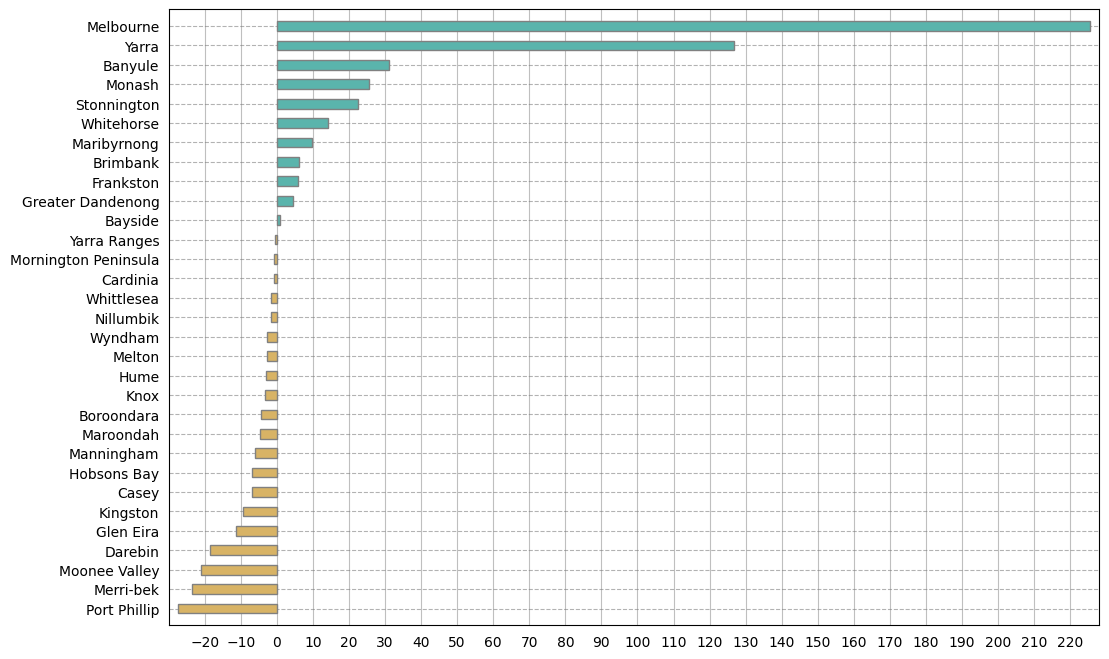 Melbourne
Yarra
Banyule
Monash
Stonnington
Whitehorse
Maribyrnong
Brimbank
Frankston
Greater Dandenong
Bayside
Yarra Ranges
Mornington Peninsula
Cardinia
Whittlesea
Nillumbik
Wyndham
Melton
Hume
Knox
Boroondara
Maroondah
Manningham
Hobsons Bay
Casey
Kingston
Glen Eira
Darebin
Moonee Valley
Merri-bek
Port Phillip
−20 −10 0 10 20 30 40 50 60 70 80 90 100 110 120 130 140 150 160 170 180 190 200 210 220